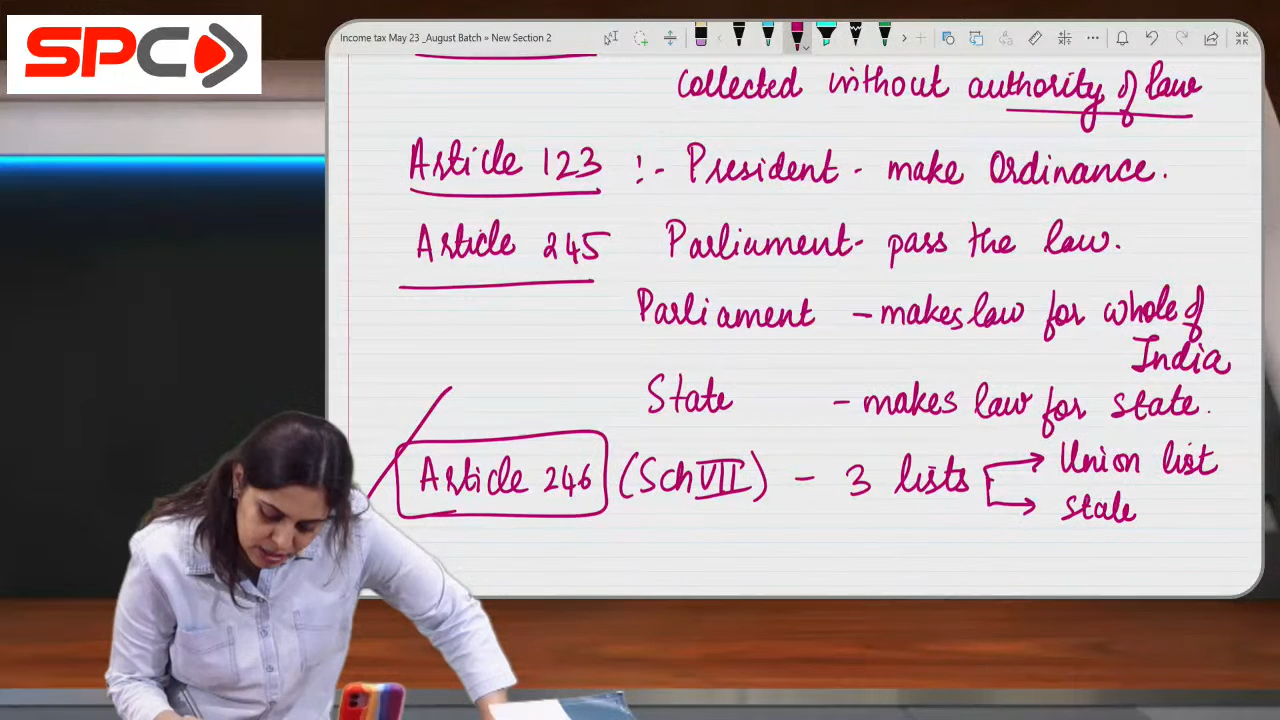 SPC
Income tax May 23 _August Batch » New Section 2
collected without authority of law
Article 123 :- President - make Ordinance.
Article 245 Parliament- pass the law.
Parliament - makes law for whole of
India
State - makes law for state.
Article 246 (Sch VII) - 3 lists Union list
State